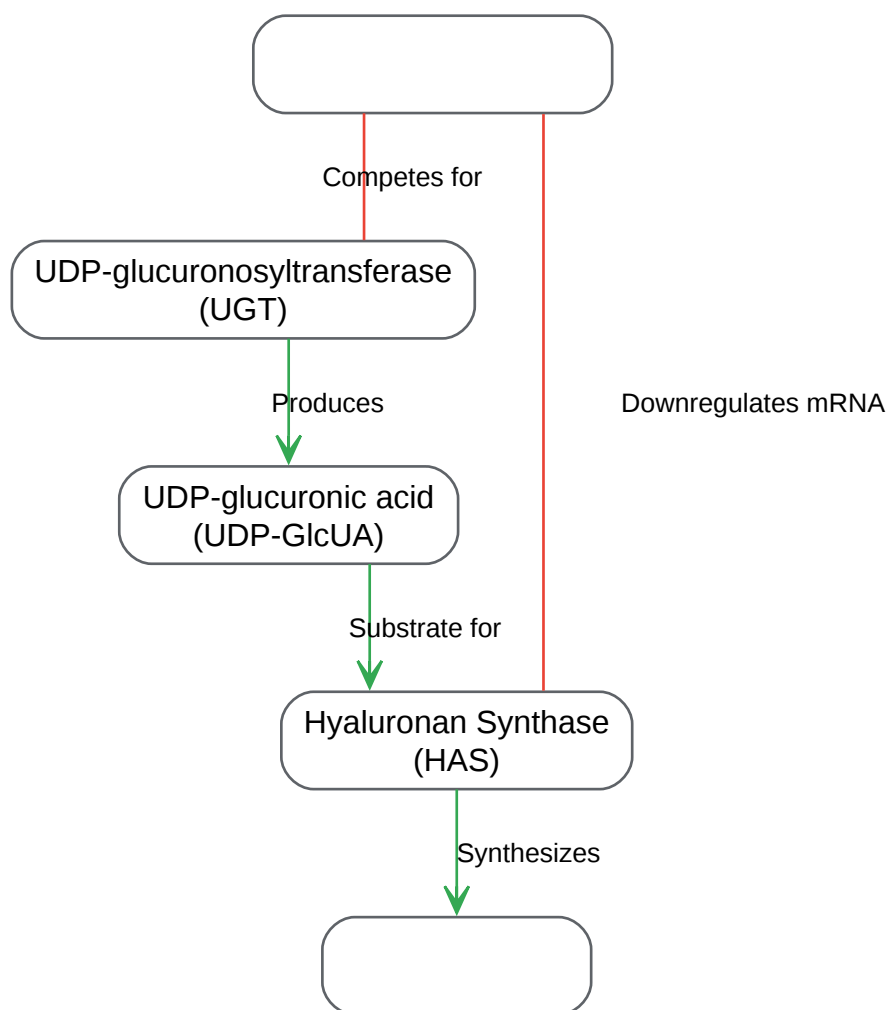 Competes for
UDP-glucuronosyltransferase
(UGT)
Produces
Downregulates mRNA
UDP-glucuronic acid
(UDP-GlcUA)
Substrate for
Hyaluronan Synthase
(HAS)
Synthesizes